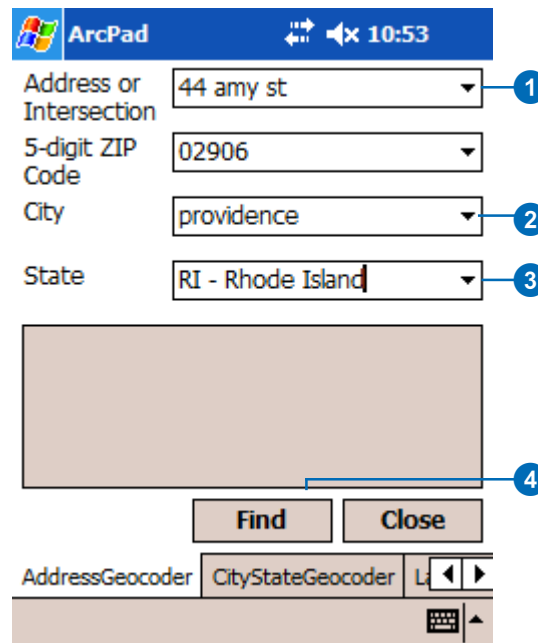 ArcPad 10:53
Address or Intersection 44 amy st 1
5-digit ZIP Code 02906
City providence 2
State RI - Rhode Island 3
4
Find Close
AddressGeocoder CityStateGeocoder